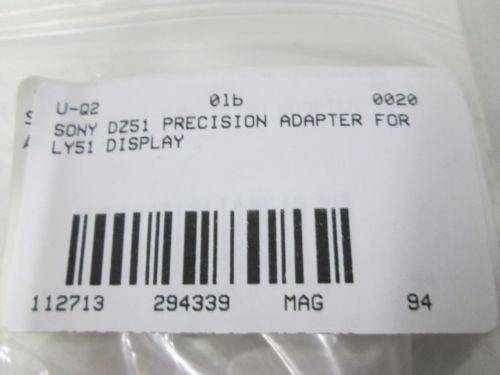 U-Q2 01b 0020
SONY DZ51 PRECISION ADAPTER FOR
LY51 DISPLAY
112713 294339 MAG 94